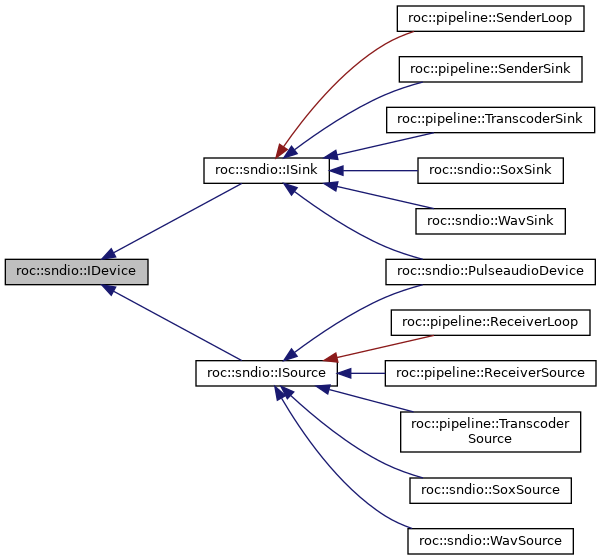 roc::pipeline::SenderLoop
roc::pipeline::SenderSink
roc::pipeline::TranscoderSink
roc::sndio::ISink
roc::sndio::SoxSink
roc::sndio::WavSink
roc::sndio::IDevice
roc::sndio::PulseaudioDevice
roc::pipeline::ReceiverLoop
roc::sndio::ISource
roc::pipeline::ReceiverSource
roc::pipeline::Transcoder
Source
roc::sndio::SoxSource
roc::sndio::WavSource